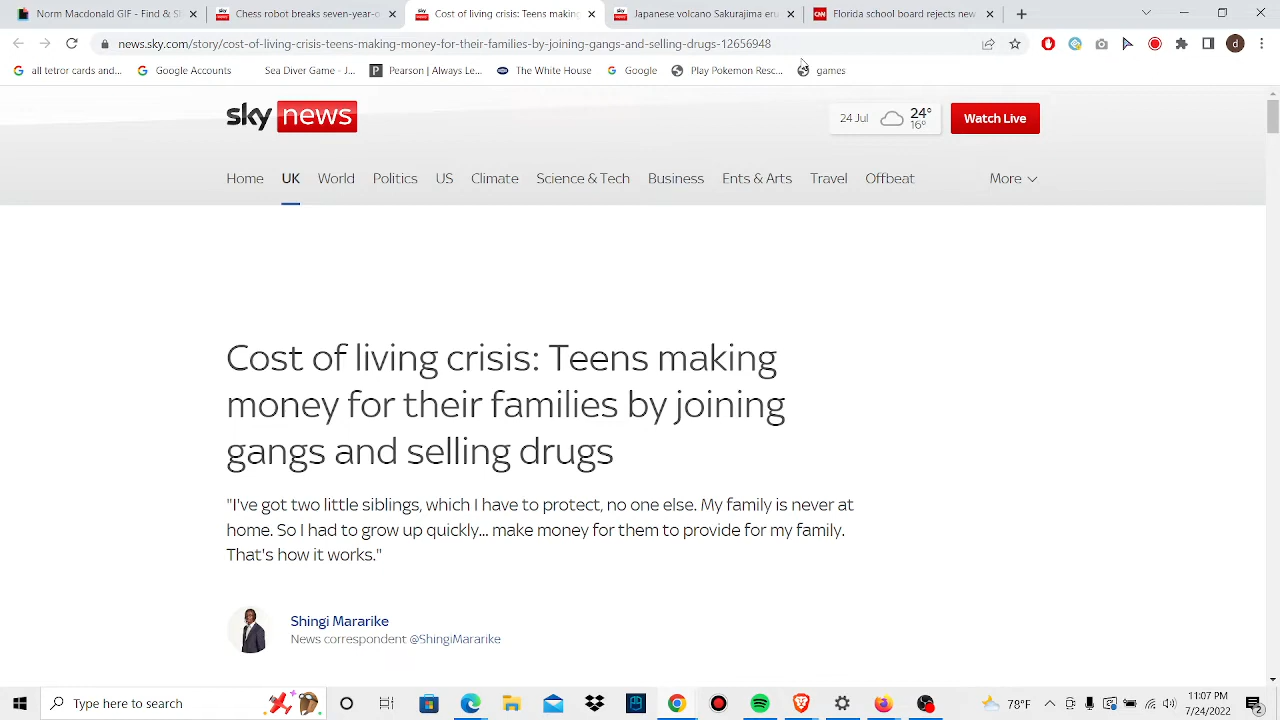 Norm Macdonald GIF - Find & S
Chess robot breaks seven-year-o
Cost of living crisis: Teens making
Japanese volcano Sakurajima eru
CNN
Florida school board rejects new
news.sky.com/story/cost-of-living-crisis-teens-making-money-for-their-families-by-joining-gangs-and-selling-drugs-12656948
d
all tetror cards and...
Google Accounts
Sea Diver Game - J...
Pearson | Always Le...
The White House
Google
Play Pokemon Resc...
games
sky news
24 Jul
24°
16°
Watch Live
Home
UK
World
Politics
US
Climate
Science & Tech
Business
Ents & Arts
Travel
Offbeat
More
Cost of living crisis: Teens making
money for their families by joining
gangs and selling drugs
"I've got two little siblings, which I have to protect, no one else. My family is never at
home. So I had to grow up quickly... make money for them to provide for my family.
That's how it works."
Shingi Mararike
News correspondent @ShingiMararike
Type here to search
78°F
11:07 PM
7/24/2022
2